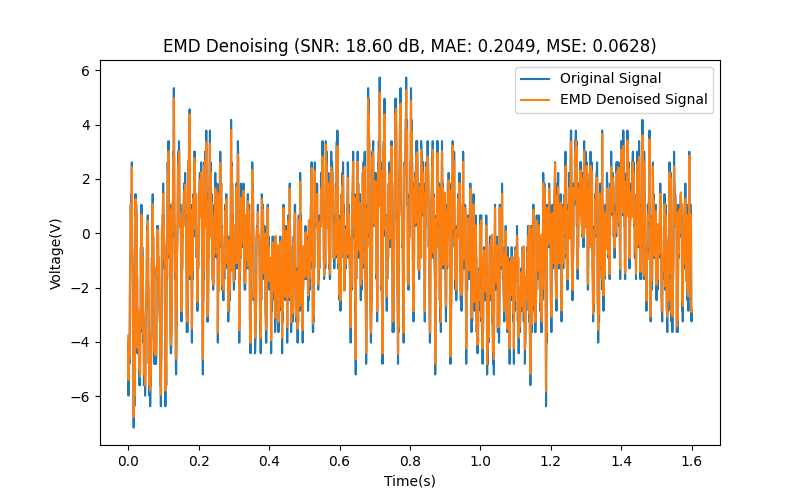 EMD Denoising (SNR: 18.60 dB, MAE: 0.2049, MSE: 0.0628)
Original Signal
EMD Denoised Signal
6
4
2
0
−2
−4
−6
Voltage(V)
0.0 0.2 0.4 0.6 0.8 1.0 1.2 1.4 1.6
Time(s)